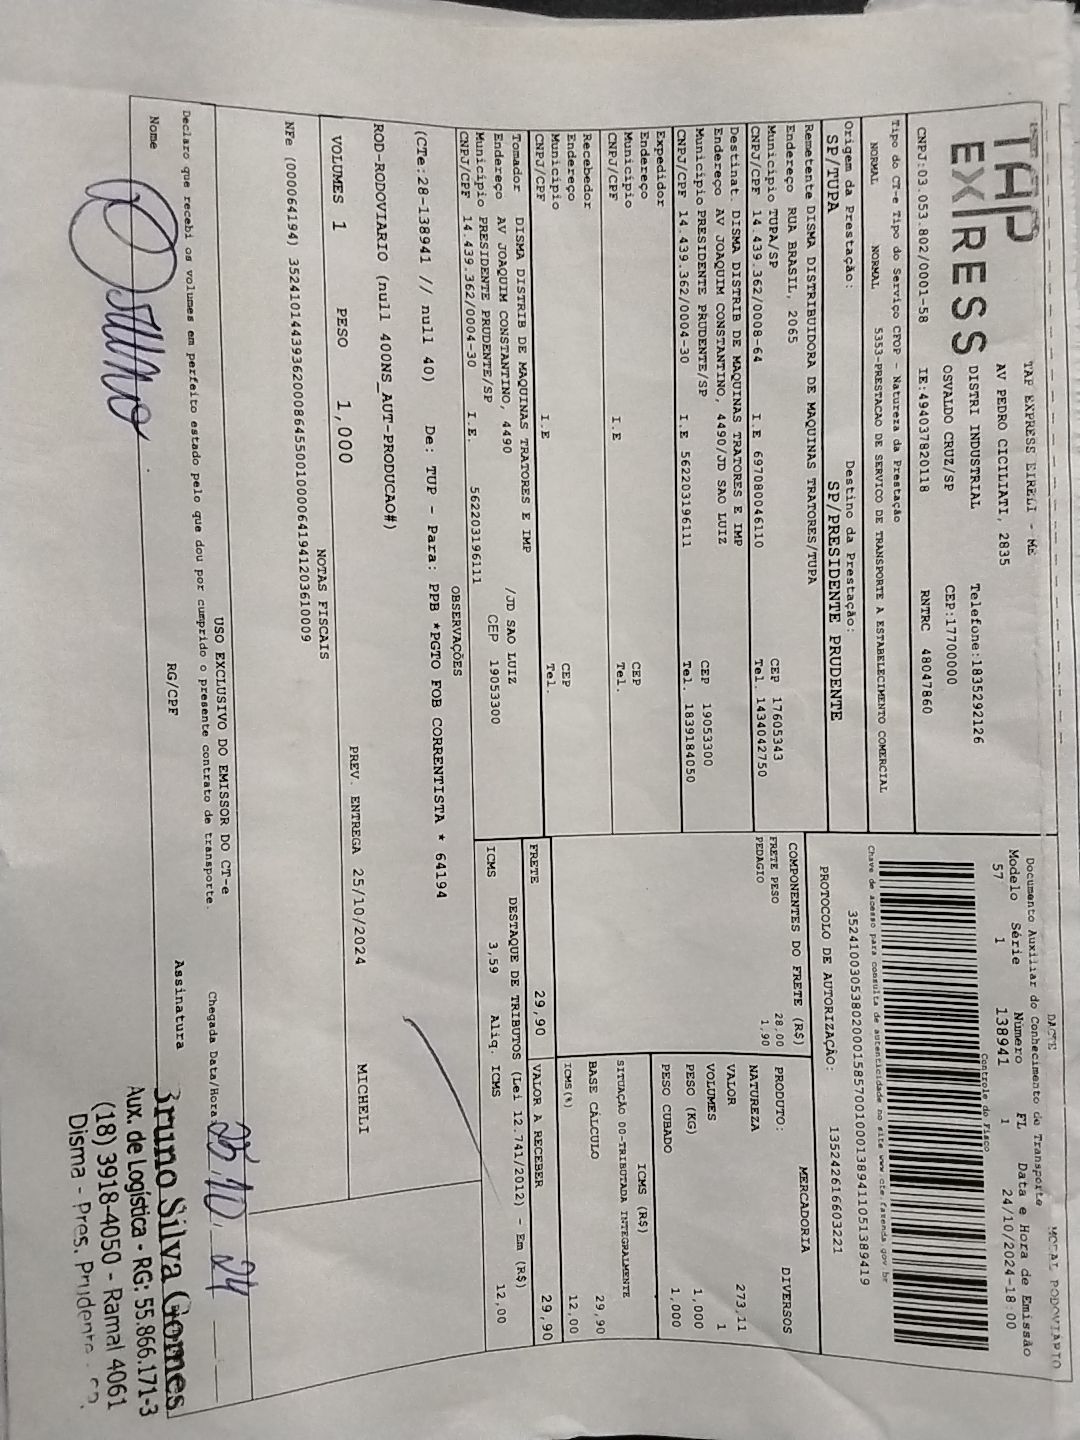 TAP
EXPRESS
TAP EXPRESS EIRELI - ME
AV PEDRO CICILIATI, 2835
DISTRI INDUSTRIAL Telefone:1835292126
OSVALDO CRUZ/SP CEP:17700000
CNPJ:03.053.802/0001-58 IE:494037820118 RNTRC 48047860
Tipo do CT-e Tipo do Serviço CFOP - Natureza da Prestação
NORMAL NORMAL 5353-PRESTACAO DE SERVICO DE TRANSPORTE A ESTABELECIMENTO COMERCIAL
Origem da Prestação: Destino da Prestação:
SP/TUPA SP/PRESIDENTE PRUDENTE
Remetente DISMA DISTRIBUIDORA DE MAQUINAS TRATORES/TUPA
Endereço RUA BRASIL, 2065
Município TUPA/SP CEP 17605343
CNPJ/CPF 14.439.362/0008-64 I.E 697080046110 Tel. 1434042750
Destinat. DISMA DISTRIB DE MAQUINAS TRATORES E IMP
Endereço AV JOAQUIM CONSTANTINO, 4490/JD SAO LUIZ
Município PRESIDENTE PRUDENTE/SP CEP 19053300
CNPJ/CPF 14.439.362/0004-30 I.E 562203196111 Tel. 1839184050
Expedidor
Endereço
Município CEP
CNPJ/CPF I.E Tel.
Recebedor
Endereço
Município CEP
CNPJ/CPF I.E Tel.
Tomador DISMA DISTRIB DE MAQUINAS TRATORES E IMP
Endereço AV JOAQUIM CONSTANTINO, 4490 /JD SAO LUIZ
Município PRESIDENTE PRUDENTE/SP CEP 19053300
CNPJ/CPF 14.439.362/0004-30 I.E 562203196111
DACTE MODAL RODOVIARIO
Documento Auxiliar do Conhecimento de Transporte
Modelo Série Número FL Data e Hora de Emissão
57 1 138941 1 24/10/2024-18:00
Controle do Fisco
Chave de acesso para consulta de autenticidade no site www.cte.fazenda.gov.br
35241003053802000158570010001389411051389419
PROTOCOLO DE AUTORIZAÇÃO: 135242616603221
COMPONENTES DO FRETE (R$)
FRETE PESO 28,00
PEDAGIO 1,90
MERCADORIA
PRODUTO: DIVERSOS
NATUREZA
VALOR 273,11
VOLUMES 1
PESO (KG) 1,000
PESO CUBADO 1,000
ICMS (R$)
SITUAÇÃO 00-TRIBUTADA INTEGRALMENTE
BASE CÁLCULO 29,90
ICMS(%) 12,00
FRETE 29,90 VALOR A RECEBER 29,90
DESTAQUE DE TRIBUTOS (Lei 12.741/2012) - Em (R$)
ICMS 3,59 Aliq. ICMS 12,00
OBSERVAÇÕES
(CTe:28-138941 // null 40) De: TUP - Para: PPB *PGTO FOB CORRENTISTA * 64194
ROD-RODOVIARIO (null 400NS_AUT-PRODUCAO#)
VOLUMES 1 PESO 1,000 PREV. ENTREGA 25/10/2024 MICHELI
NOTAS FISCAIS
NFe (000064194) 35241014439362000864550010000641941203610009
USO EXCLUSIVO DO EMISSOR DO CT-e
Declaro que recebi os volumes em perfeito estado pelo que dou por cumprido o presente contrato de transporte. Chegada Data/Hora 25 10 24
Nome RG/CPF Assinatura
Bruno Silva Gomes
Aux. de Logística - RG: 55.866.171-3
(18) 3918-4050 - Ramal 4061
Disma - Pres. Prudente - SP.